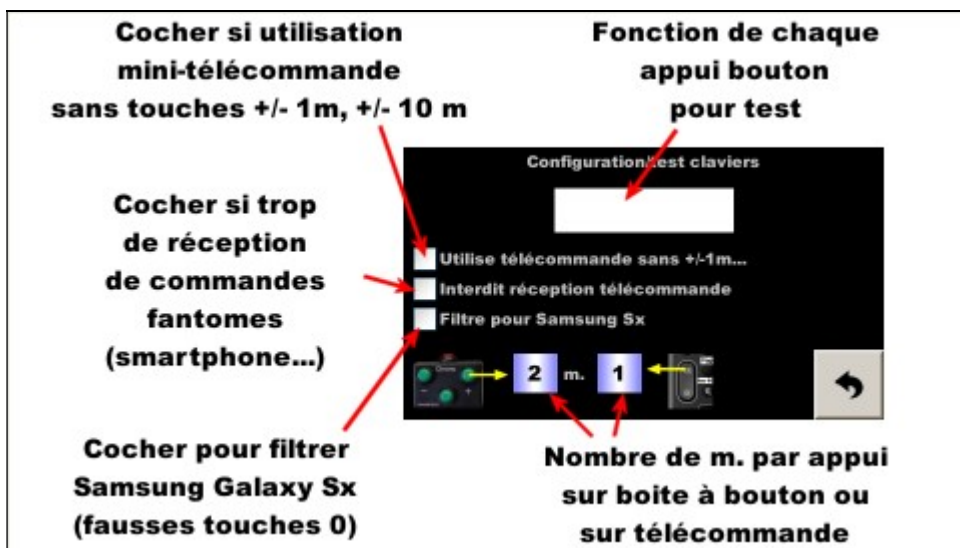 Cocher si utilisation
mini-télécommande
sans touches +/- 1m, +/- 10 m
Fonction de chaque
appui bouton
pour test
Cocher si trop
de réception
de commandes
fantomes
(smartphone...)
Configuration/test claviers
Utilise télécommande sans +/-1m...
Interdit réception télécommande
Filtre pour Samsung Sx
2 m. 1
Cocher pour filtrer
Samsung Galaxy Sx
(fausses touches 0)
Nombre de m. par appui
sur boite à bouton ou
sur télécommande